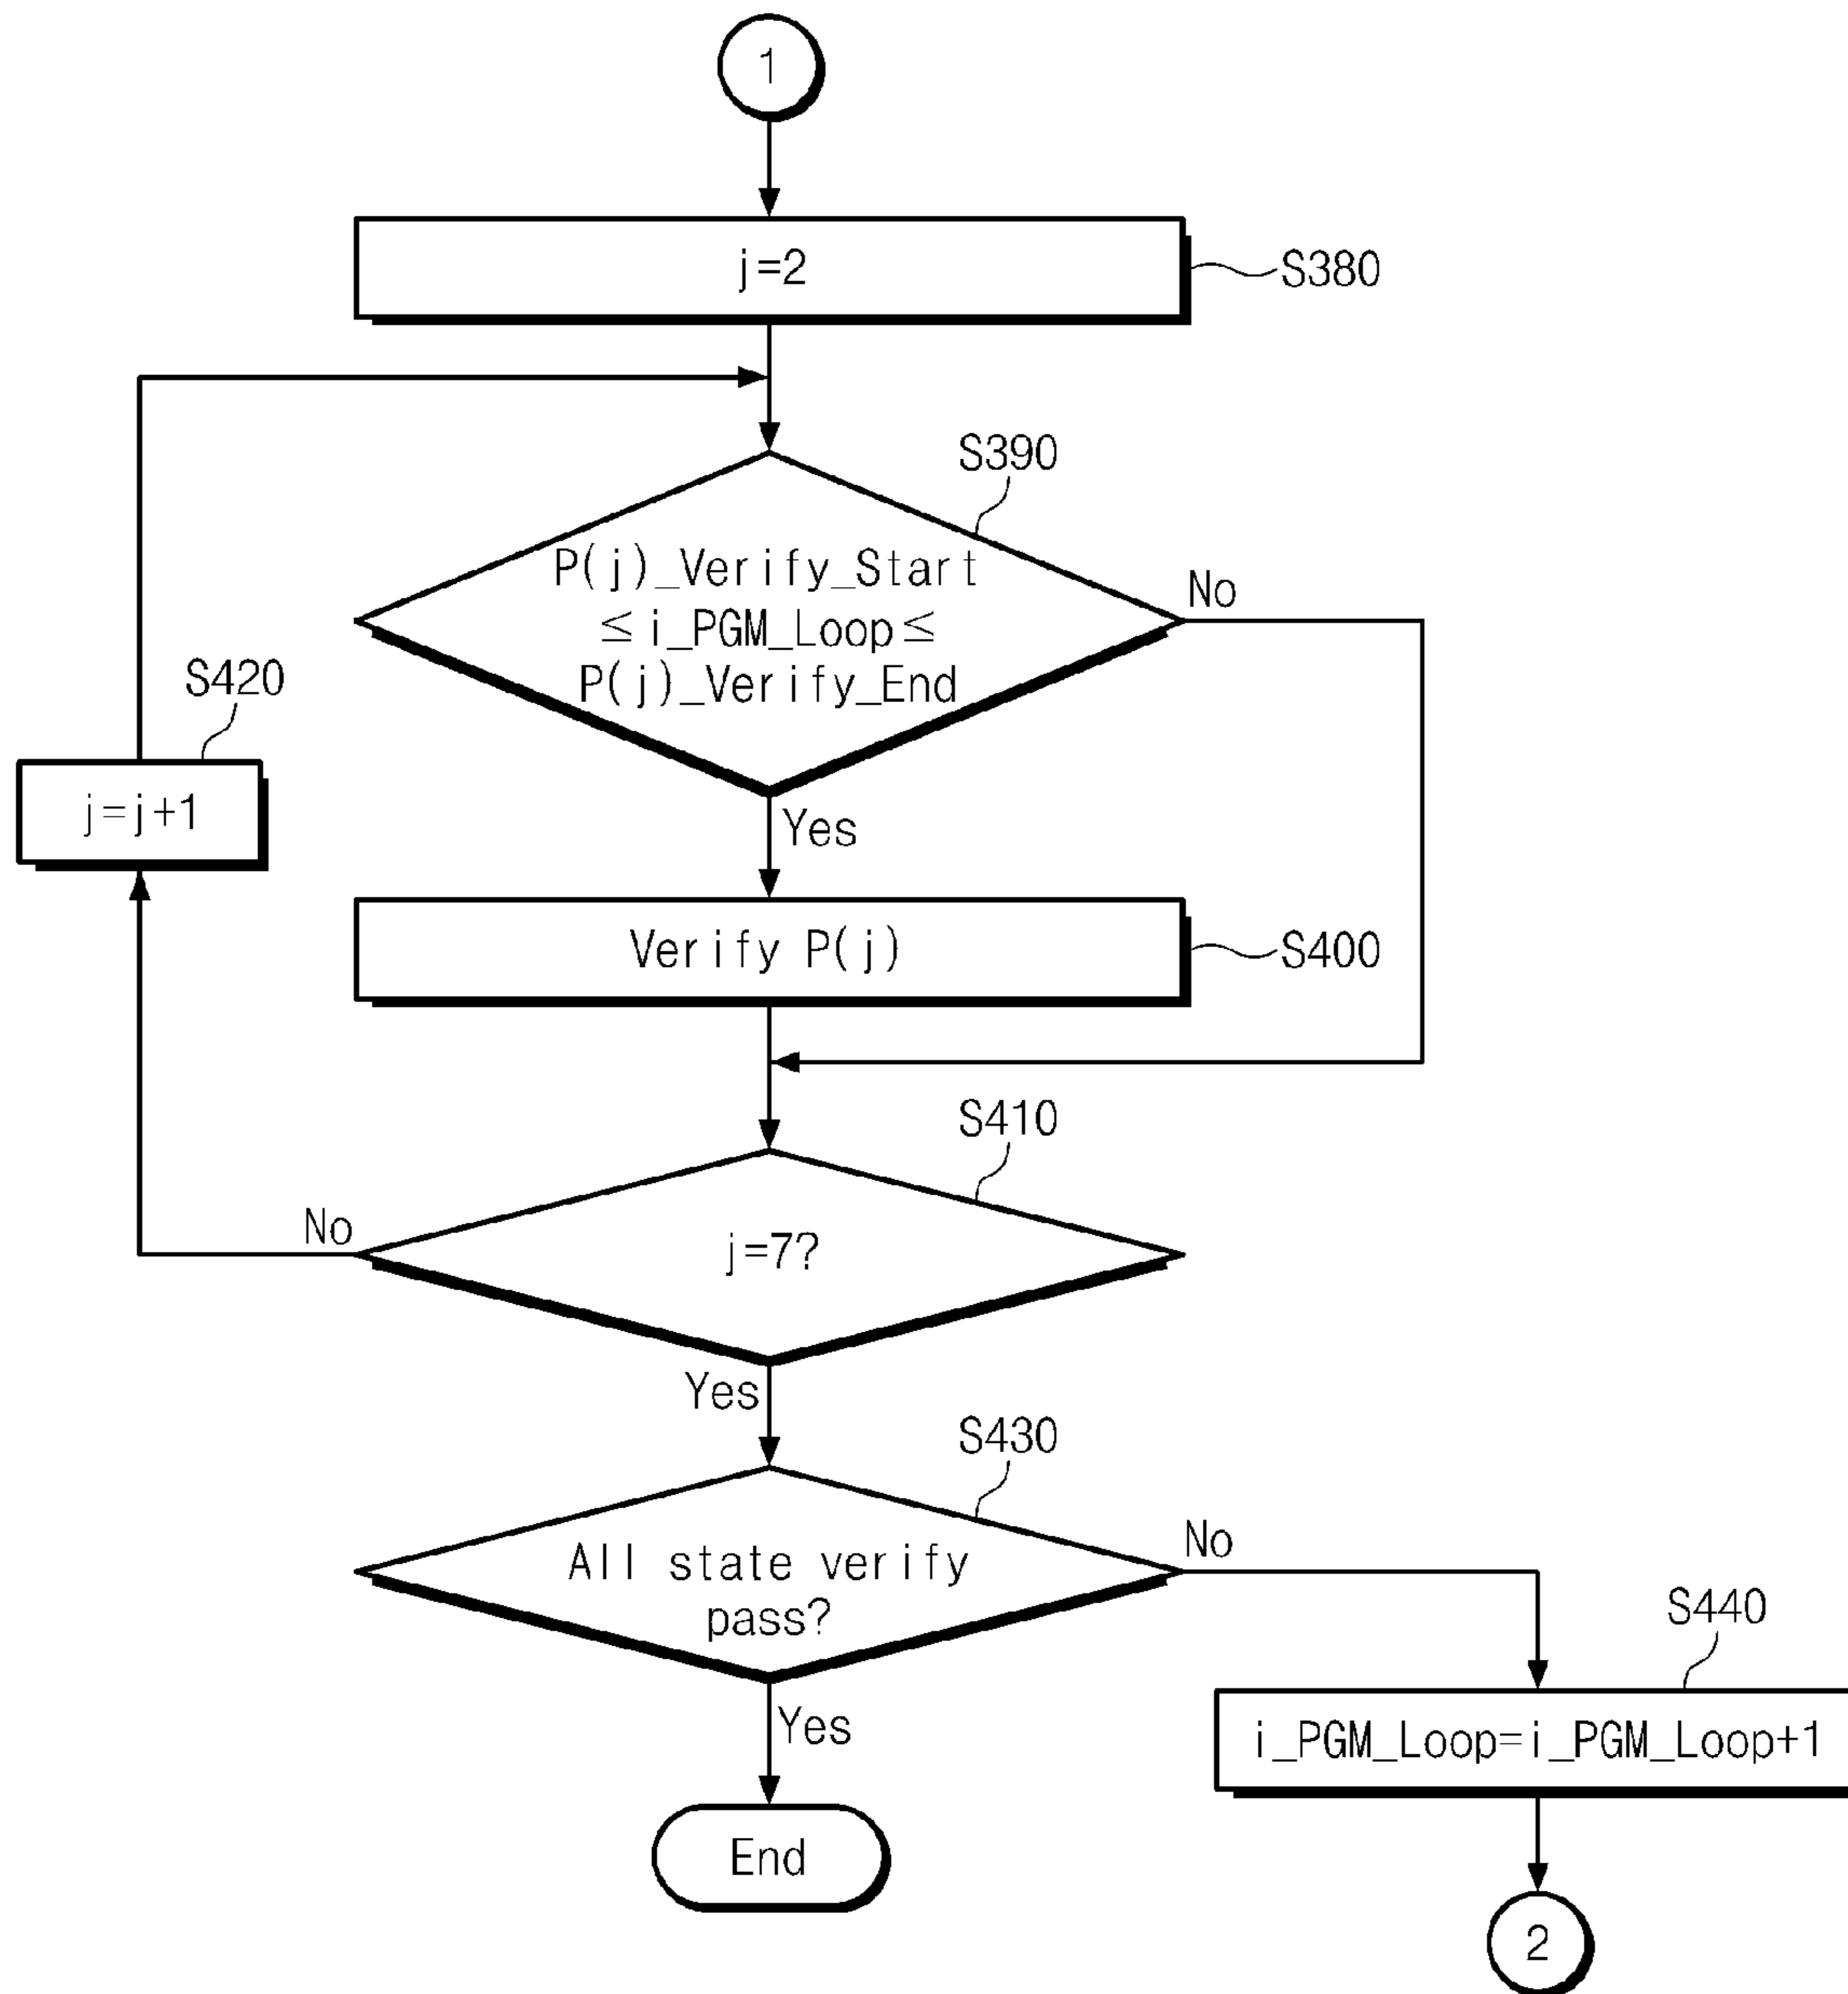 1
j=2
S380
S390
P(j)_Verify_Start
≤ i_PGM_Loop ≤
P(j)_Verify_End
No
S420
j=j+1
Yes
Verify P(j)
S400
S410
No
j=7?
Yes
S430
All state verify
pass?
No
S440
Yes
i_PGM_Loop=i_PGM_Loop+1
End
2